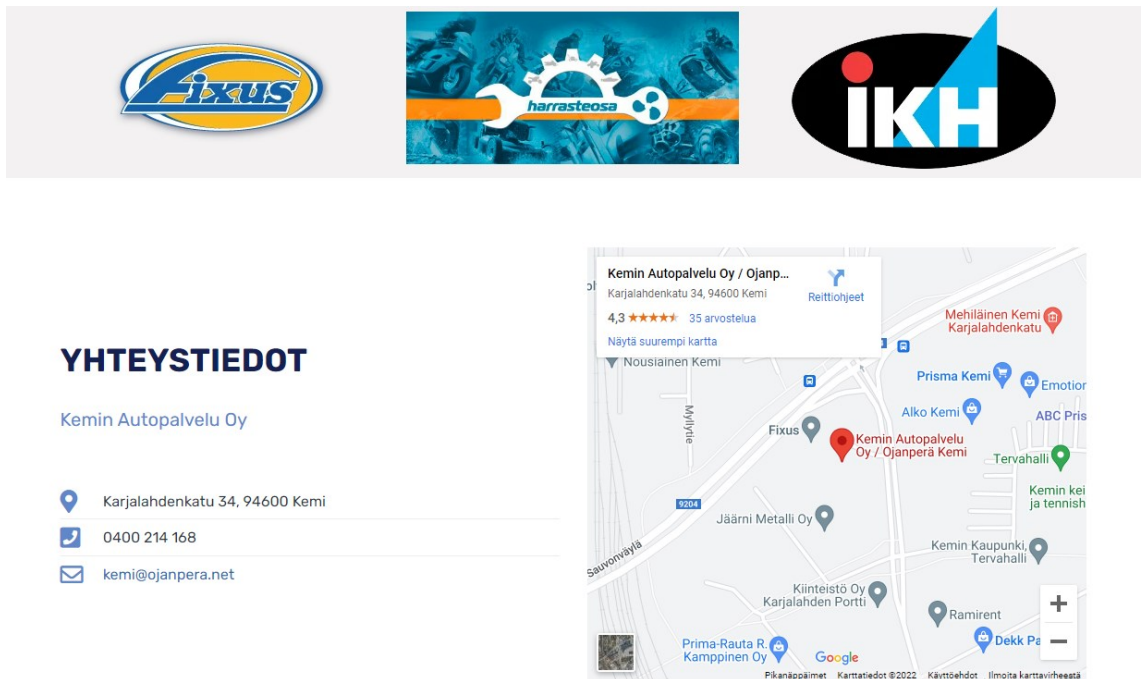 Fixus
harrasteosa
iKH
YHTEYSTIEDOT
Kemin Autopalvelu Oy
Karjalahdenkatu 34, 94600 Kemi
0400 214 168
kemi@ojanpera.net
Kemin Autopalvelu Oy / Ojanp...
Karjalahdenkatu 34, 94600 Kemi
Reittiohjeet
4,3
35 arvostelua
Näytä suurempi kartta
Nousiainen Kemi
Mehiläinen Kemi
Karjalahdenkatu
Prisma Kemi
Emotion
Alko Kemi
ABC Pris
Myllytie
Fixus
Kemin Autopalvelu
Oy / Ojanperä Kemi
Tervahalli
Kemin kei
ja tennish
9204
Jäärni Metalli Oy
Sauvonväylä
Kemin Kaupunki,
Tervahalli
Kiinteistö Oy
Karjalahden Portti
Ramirent
Prima-Rauta R.
Kamppinen Oy
Dekk Pa
Google
Pikanäppäimet
Karttatiedot ©2022
Käyttöehdot
Ilmoita karttavirheestä